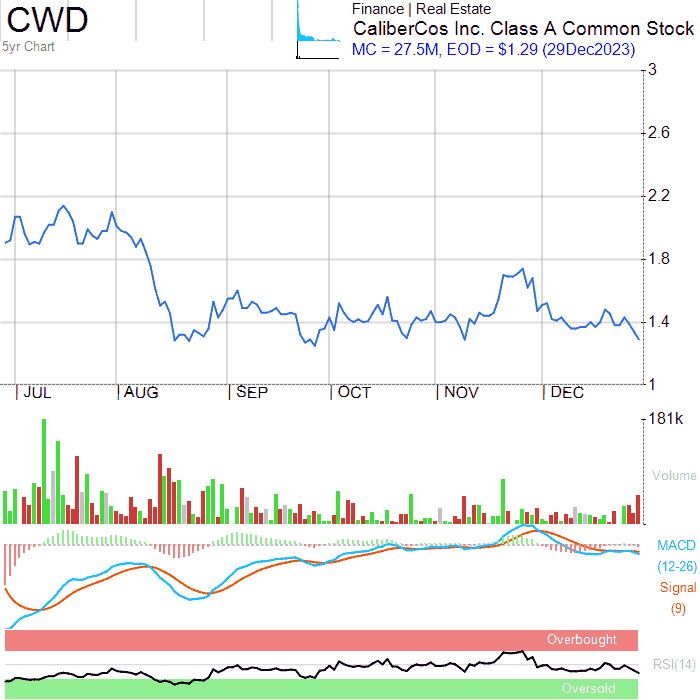 CWD
5yr Chart
Finance | Real Estate
CaliberCos Inc. Class A Common Stock
MC = 27.5M, EOD = $1.29 (29Dec2023)
3
2.6
2.2
1.8
1.4
1
JUL AUG SEP OCT NOV DEC
181k
Volume
MACD
(12-26)
Signal
(9)
Overbought
RSI(14)
Oversold